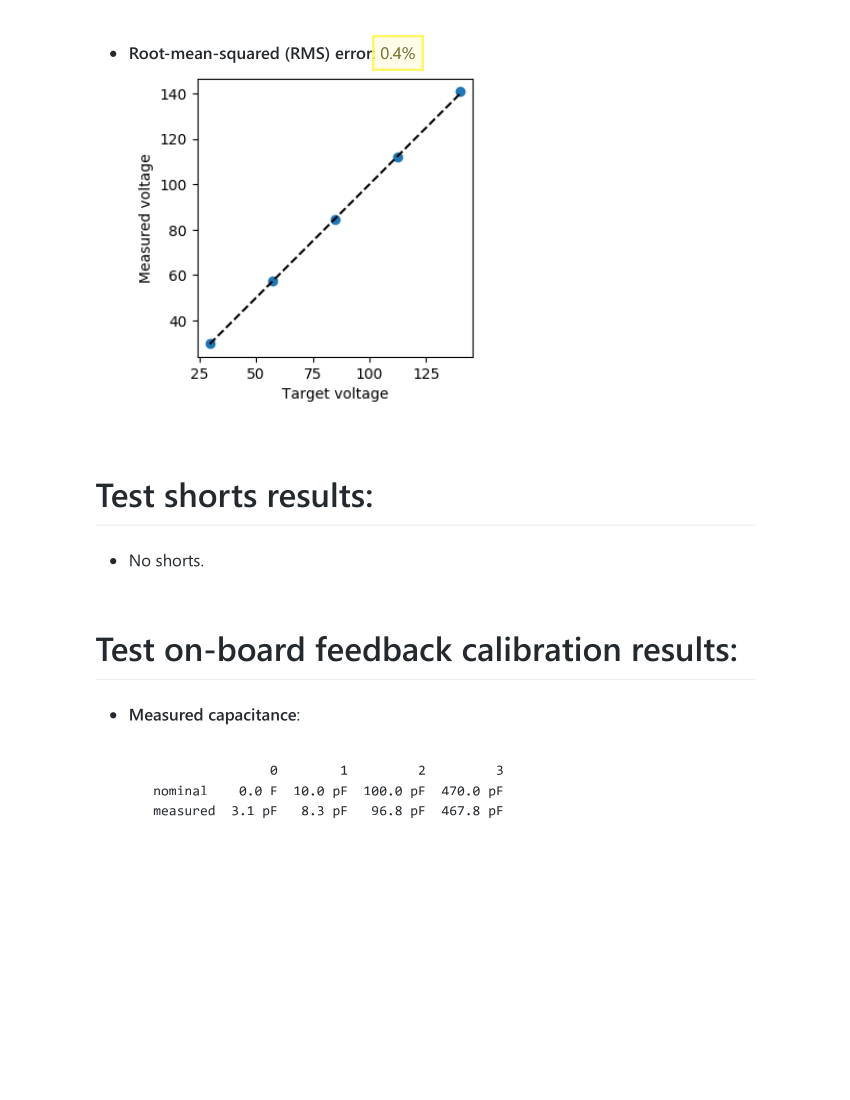 Root-mean-squared (RMS) error: 0.4%
140
120
100
80
60
40
Measured voltage
25 50 75 100 125
Target voltage
Test shorts results:
No shorts.
Test on-board feedback calibration results:
Measured capacitance:
0 1 2 3
nominal 0.0 F 10.0 pF 100.0 pF 470.0 pF
measured 3.1 pF 8.3 pF 96.8 pF 467.8 pF